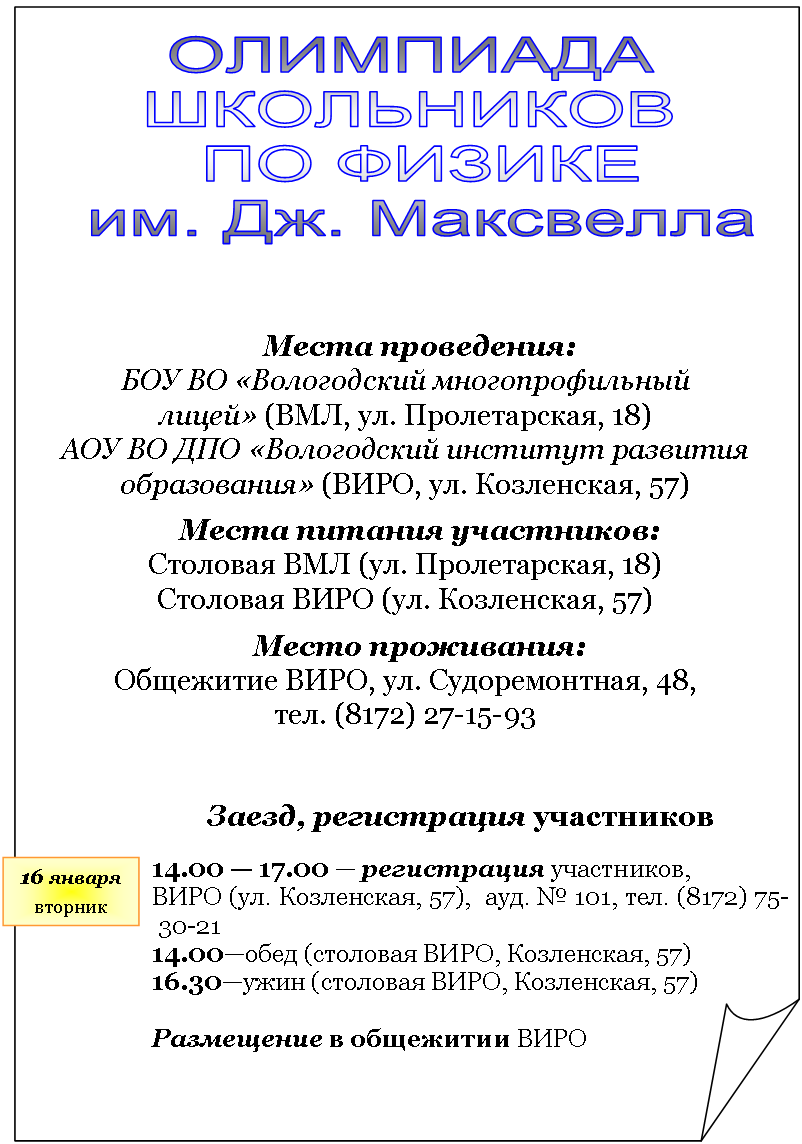 ОЛИМПИАДА
ШКОЛЬНИКОВ
ПО ФИЗИКЕ
им. Дж. Максвелла
Места проведения:
БОУ ВО «Вологодский многопрофильный
лицей» (ВМЛ, ул. Пролетарская, 18)
АОУ ВО ДПО «Вологодский институт развития
образования» (ВИРО, ул. Козленская, 57)
Места питания участников:
Столовая ВМЛ (ул. Пролетарская, 18)
Столовая ВИРО (ул. Козленская, 57)
Место проживания:
Общежитие ВИРО, ул. Судоремонтная, 48,
тел. (8172) 27-15-93
Заезд, регистрация участников
16 января
вторник
14.00 — 17.00 — регистрация участников,
ВИРО (ул. Козленская, 57), ауд. № 101, тел. (8172) 75-
30-21
14.00—обед (столовая ВИРО, Козленская, 57)
16.30—ужин (столовая ВИРО, Козленская, 57)
Размещение в общежитии ВИРО